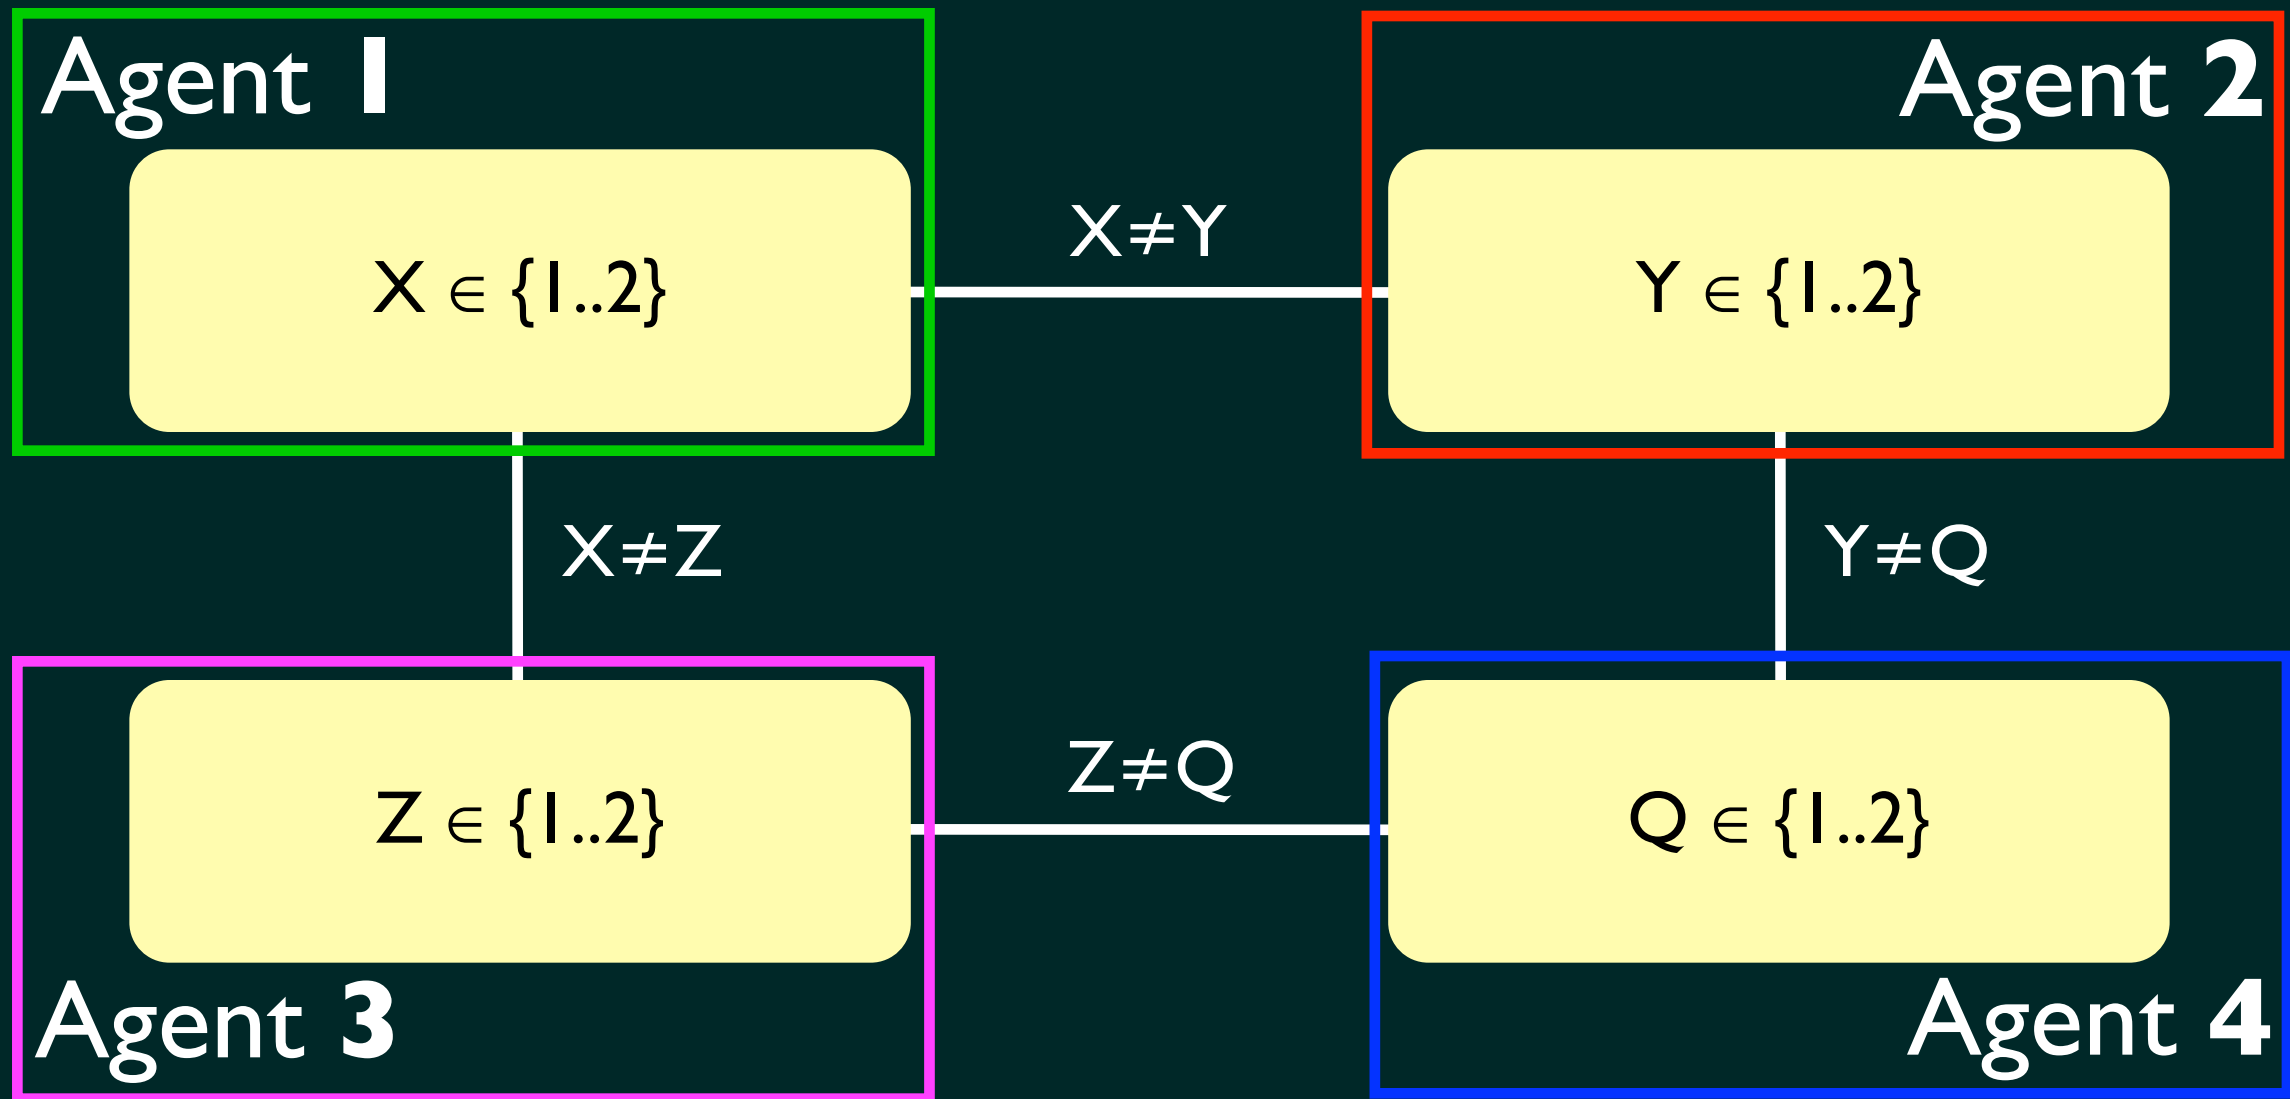 Agent 1
Agent 2
X ∈ {1..2}
X≠Y
Y ∈ {1..2}
X≠Z
Y≠Q
Z ∈ {1..2}
Z≠Q
Q ∈ {1..2}
Agent 3
Agent 4